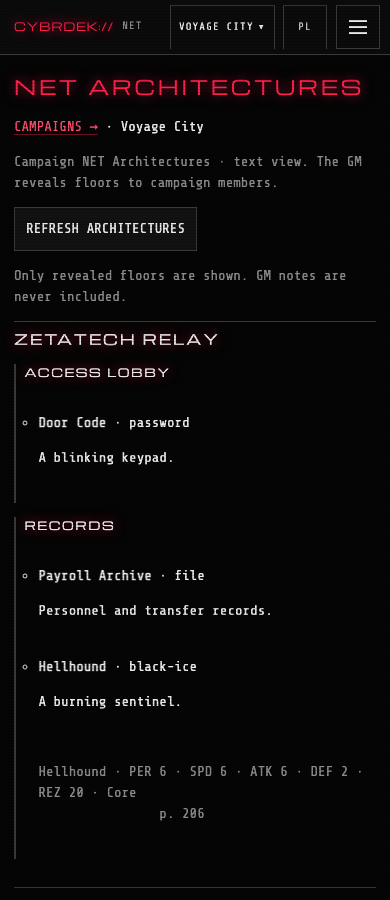 CYBRDEK:// NET VOYAGE CITY ▾ PL
NET ARCHITECTURES
CAMPAIGNS → · Voyage City
Campaign NET Architectures · text view. The GM
reveals floors to campaign members.
REFRESH ARCHITECTURES
Only revealed floors are shown. GM notes are
never included.
ZETATECH RELAY
ACCESS LOBBY
Door Code · password
A blinking keypad.
RECORDS
Payroll Archive · file
Personnel and transfer records.
Hellhound · black-ice
A burning sentinel.
Hellhound · PER 6 · SPD 6 · ATK 6 · DEF 2 ·
REZ 20 · Core
p. 206